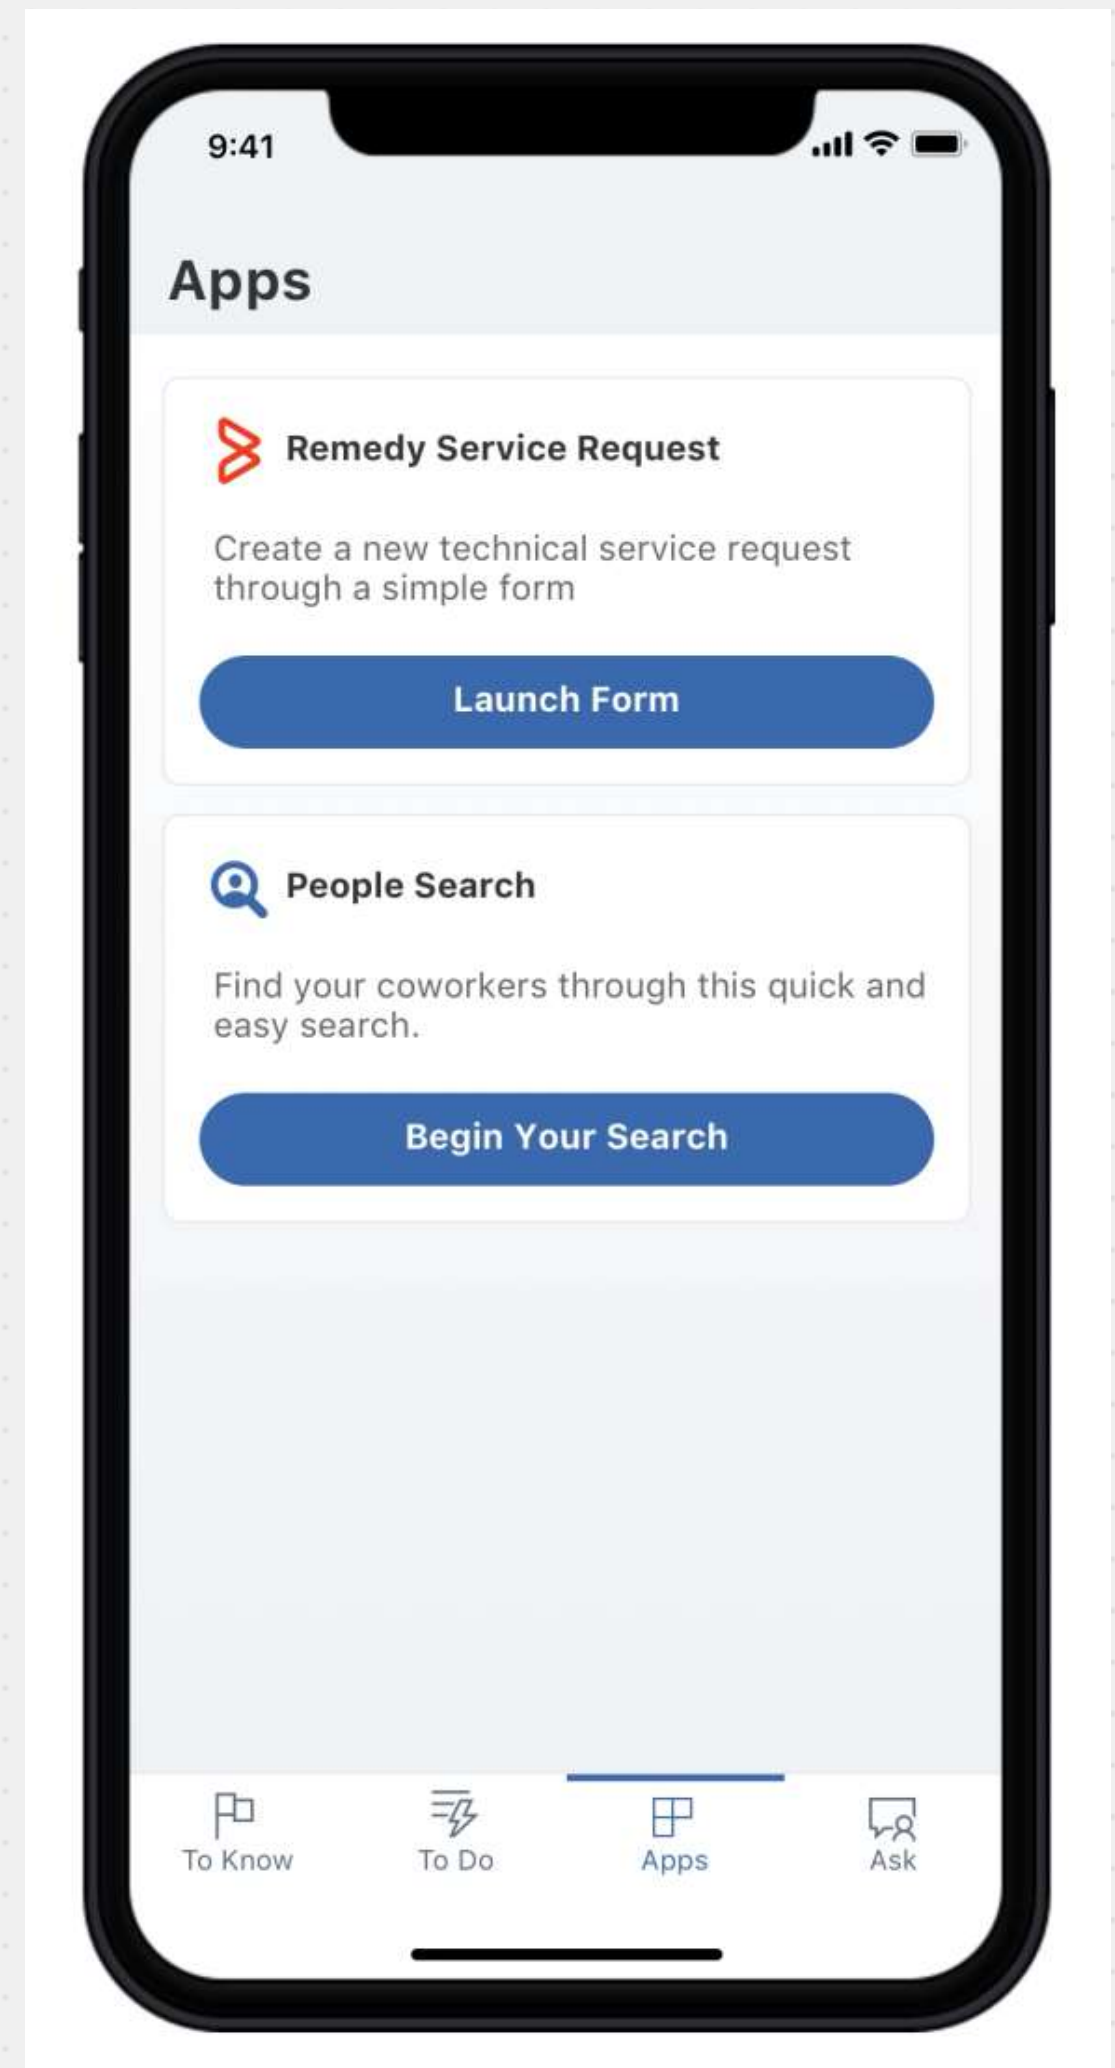 9:41
Apps
Remedy Service Request
Create a new technical service request
through a simple form
Launch Form
People Search
Find your coworkers through this quick and
easy search.
Begin Your Search
To Know
To Do
Apps
Ask